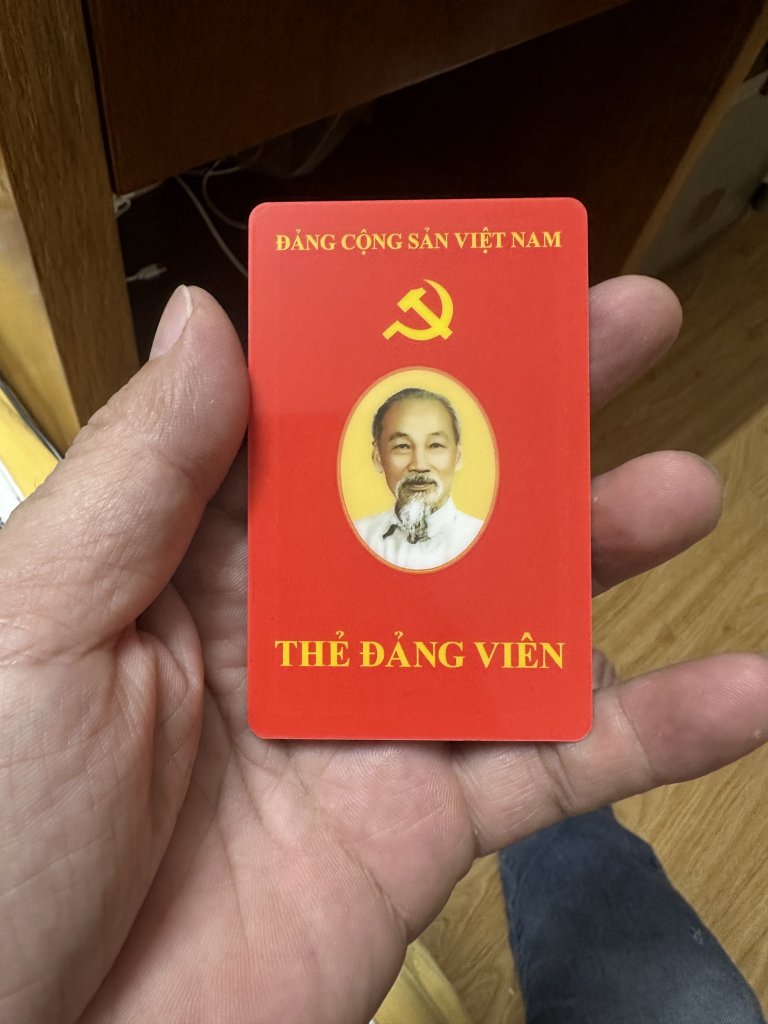 ĐẢNG CỘNG SẢN VIỆT NAM
THẺ ĐẢNG VIÊN